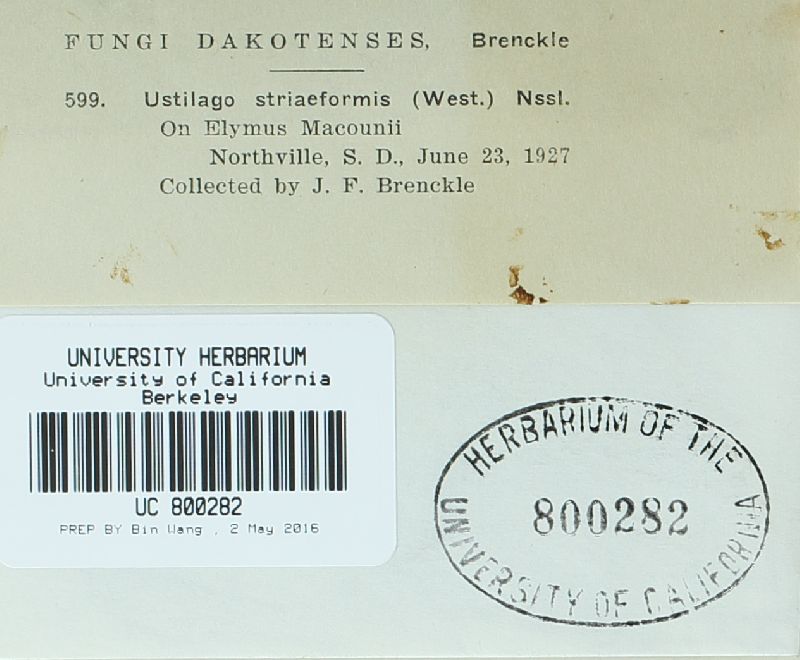 FUNGI DAKOTENSES, Brenckle
599. Ustilago striaeformis (West.) Nssl.
On Elymus Macounii
Northville, S. D., June 23, 1927
Collected by J. F. Brenckle
UNIVERSITY HERBARIUM
University of California
Berkeley
UC 800282
PREP BY Bin Wang , 2 May 2016
HERBARIUM OF THE
800282
UNIVERSITY OF CALIFORNIA